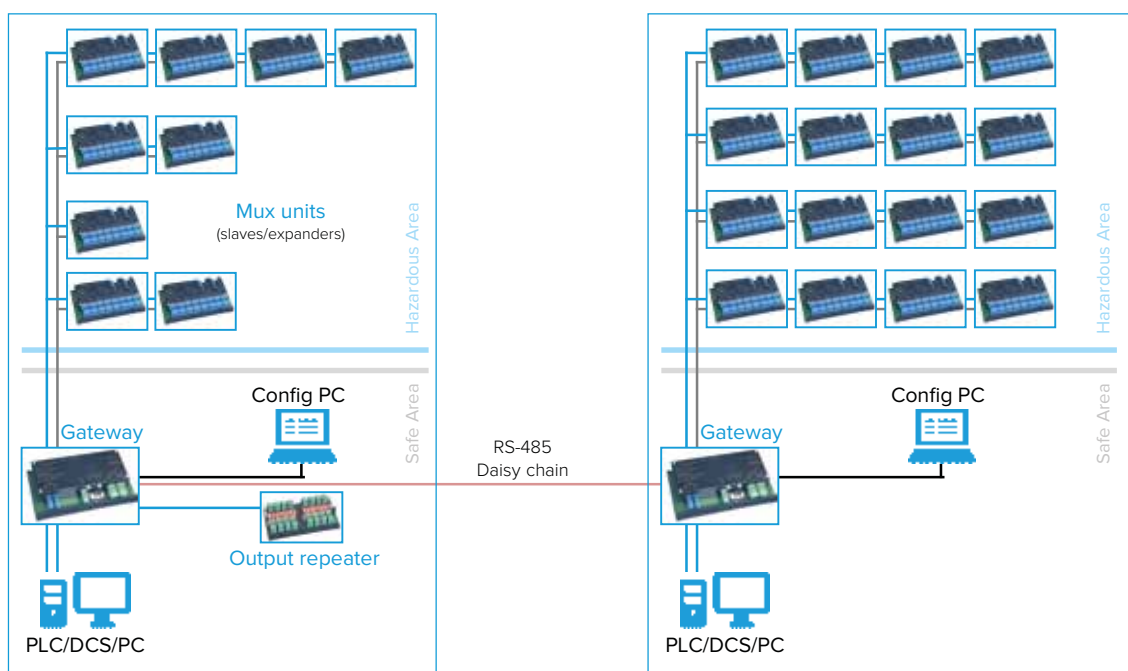 Mux units
(slaves/expanders)
Hazardous Area
Safe Area
Config PC
Gateway
Output repeater
PLC/DCS/PC
RS-485
Daisy chain
Hazardous Area
Safe Area
Config PC
Gateway
PLC/DCS/PC